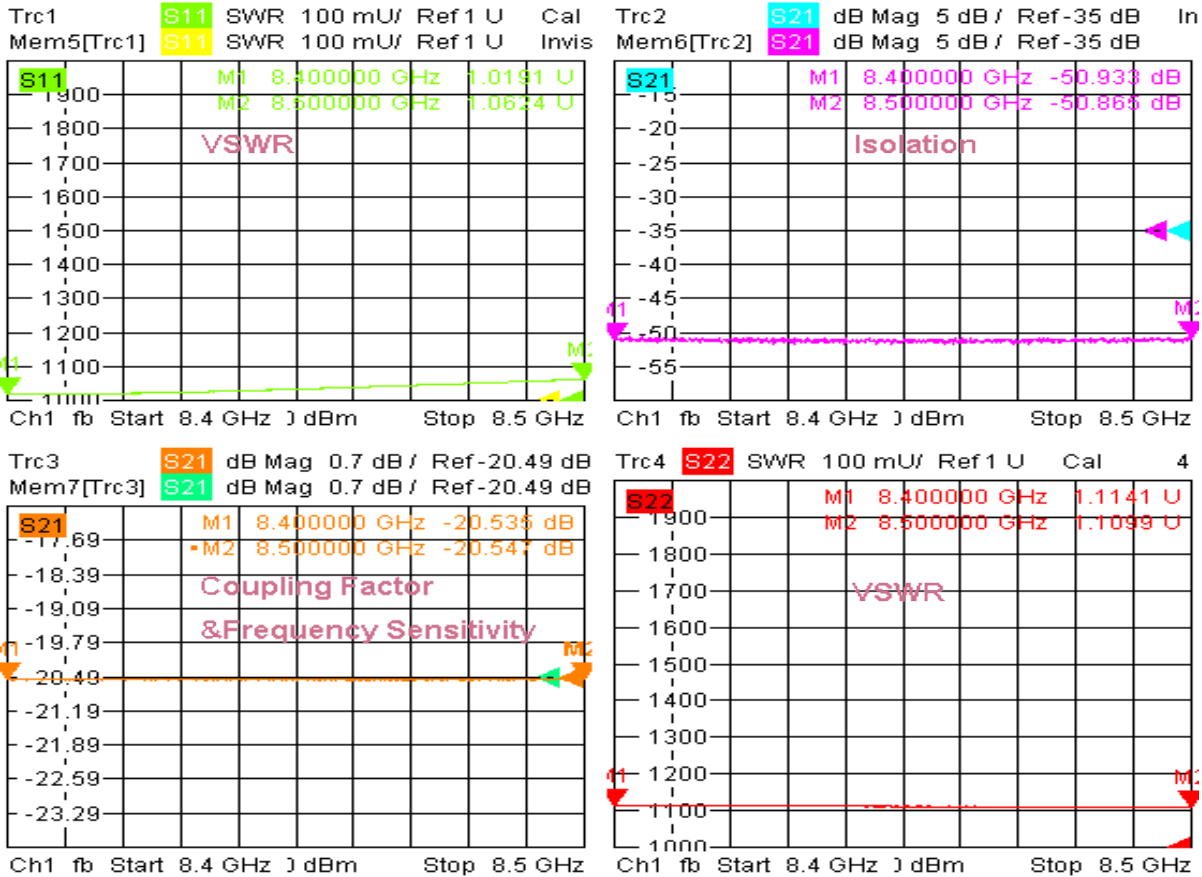 Trc1 S11 SWR 100 mU/ Ref 1 U Cal
Mem5[Trc1] S11 SWR 100 mU/ Ref 1 U Invis
S11
M1 8.400000 GHz 1.0191 U
M2 8.500000 GHz 1.0624 U
VSWR
1900
1800
1700
1600
1500
1400
1300
1200
1100
M1
M2
Ch1 fb Start 8.4 GHz dBm Stop 8.5 GHz
Trc2 S21 dB Mag 5 dB / Ref -35 dB In
Mem6[Trc2] S21 dB Mag 5 dB / Ref -35 dB
S21
M1 8.400000 GHz -50.933 dB
M2 8.500000 GHz -50.865 dB
Isolation
-15
-20
-25
-30
-35
-40
-45
-50
-55
M1
M2
Ch1 fb Start 8.4 GHz dBm Stop 8.5 GHz
Trc3 S21 dB Mag 0.7 dB / Ref -20.49 dB
Mem7[Trc3] S21 dB Mag 0.7 dB / Ref -20.49 dB
S21
M1 8.400000 GHz -20.535 dB
•M2 8.500000 GHz -20.547 dB
Coupling Factor
&Frequency Sensitivity
-17.69
-18.39
-19.09
-19.79
-20.49
-21.19
-21.89
-22.59
-23.29
M1
M2
Ch1 fb Start 8.4 GHz dBm Stop 8.5 GHz
Trc4 S22 SWR 100 mU/ Ref 1 U Cal 4
S22
M1 8.400000 GHz 1.1141 U
M2 8.500000 GHz 1.1099 U
VSWR
1900
1800
1700
1600
1500
1400
1300
1200
1100
1000
M1
M2
Ch1 fb Start 8.4 GHz dBm Stop 8.5 GHz